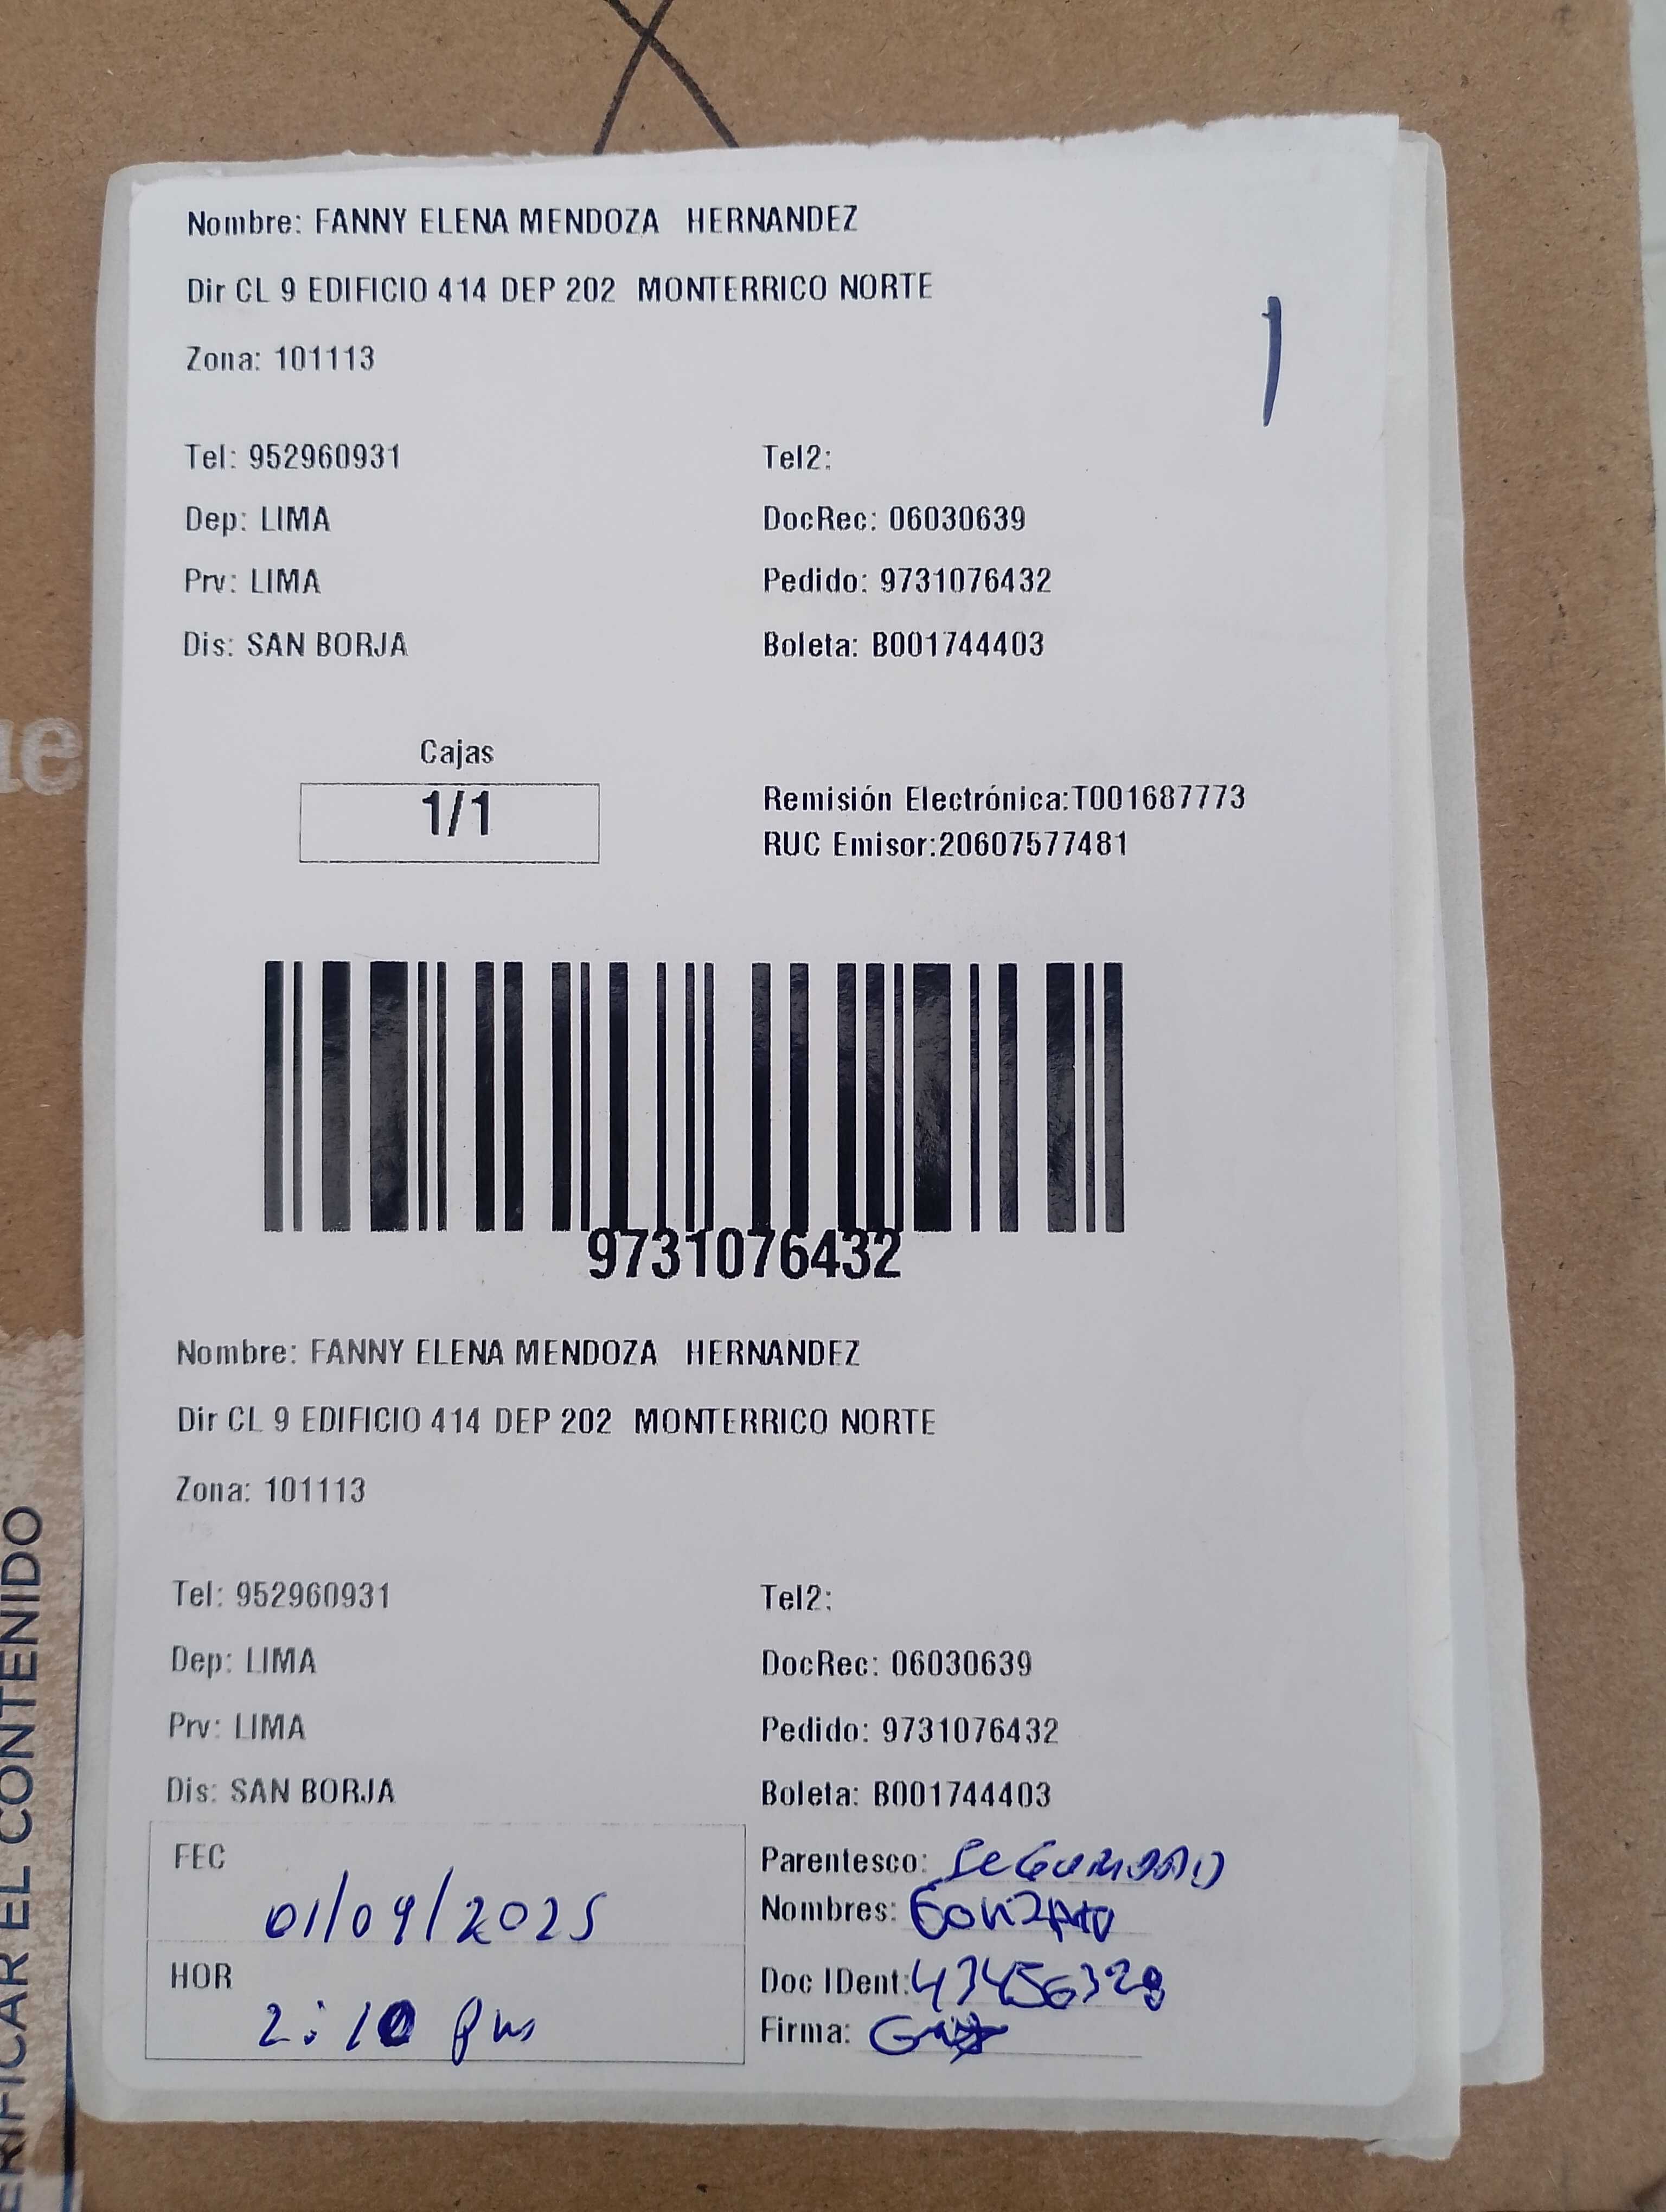 Nombre: FANNY ELENA MENDOZA HERNANDEZ
Dir CL 9 EDIFICIO 414 DEP 202 MONTERRICO NORTE
Zona: 101113
Tel: 952960931 Tel2:
Dep: LIMA DocRec: 06030639
Prv: LIMA Pedido: 9731076432
Dis: SAN BORJA Boleta: B001744403
Cajas
1/1
Remisión Electrónica:T001687773
RUC Emisor:20607577481
9731076432
Nombre: FANNY ELENA MENDOZA HERNANDEZ
Dir CL 9 EDIFICIO 414 DEP 202 MONTERRICO NORTE
Zona: 101113
Tel: 952960931 Tel2:
Dep: LIMA DocRec: 06030639
Prv: LIMA Pedido: 9731076432
Dis: SAN BORJA Boleta: B001744403
FEC
01/09/2025
HOR
2:10 pm
Parentesco:
Nombres:
Doc IDent:
Firma:
EL CONTENIDO